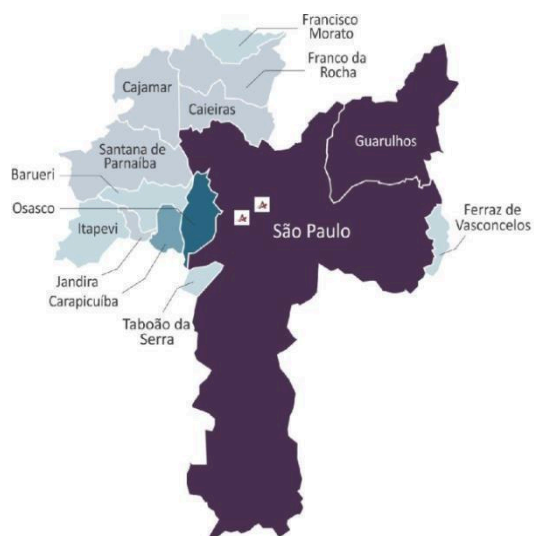 Francisco
Morato
Franco da
Rocha
Cajamar
Caieiras
Guarulhos
Santana de
Parnaíba
Barueri
Osasco
Itapevi
São Paulo
Ferraz de
Vasconcelos
Jandira
Carapicuíba
Taboão da
Serra